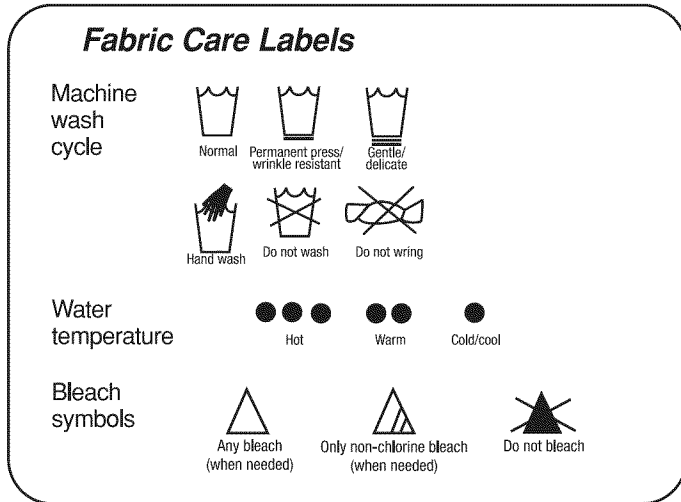 Fabric Care Labels
Machine
wash
cycle
Normal
Permanent press/
wrinkle resistant
Gentle/
delicate
Hand wash
Do not wash
Do not wring
Water
temperature
Hot
Warm
Cold/cool
Bleach
symbols
Any bleach
(when needed)
Only non-chlorine bleach
(when needed)
Do not bleach